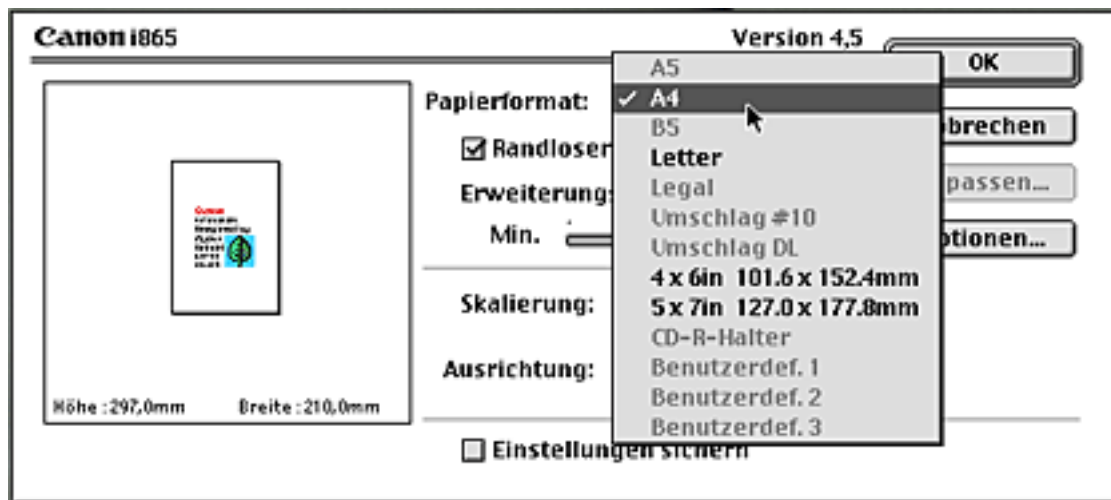 Canon i865
Version 4,5
OK
Papierformat:
A5
A4
B5
Letter
Legal
Umschlag #10
Umschlag DL
4 x 6in 101.6 x 152.4mm
5 x 7in 127.0 x 177.8mm
CD-R-Halter
Benutzerdef. 1
Benutzerdef. 2
Benutzerdef. 3
brechen
passen...
tionen...
Randloser
Erweiterung
Min.
Skalierung:
Ausrichtung:
Höhe :297,0mm Breite :210,0mm
Einstellungen sichern
Canon